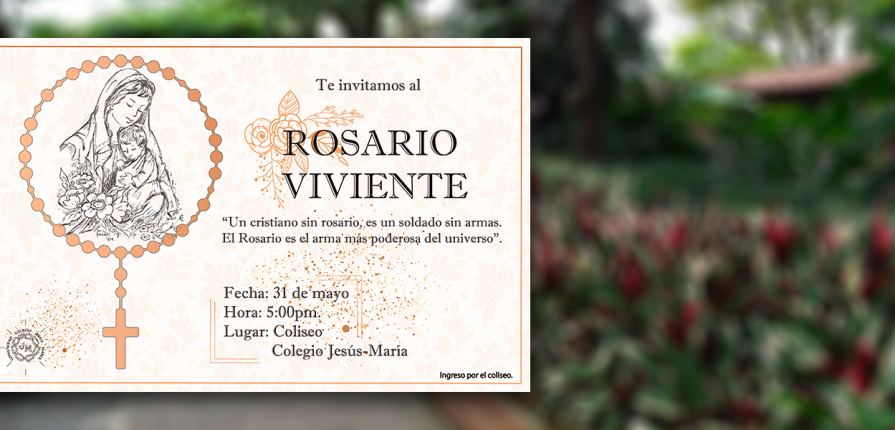 Te invitamos al
ROSARIO
VIVIENTE
“Un cristiano sin rosario, es un soldado sin armas.
El Rosario es el arma más poderosa del universo”.
Fecha: 31 de mayo
Hora: 5:00pm.
Lugar: Coliseo
Colegio Jesús-María
Ingreso por el coliseo.